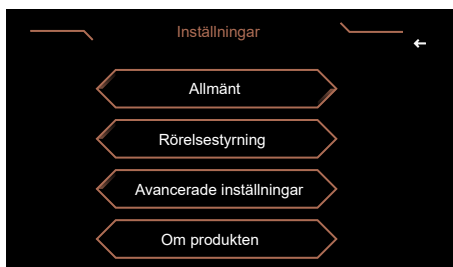 Inställningar
Allmänt
Rörelsestyrning
Avancerade inställningar
Om produkten